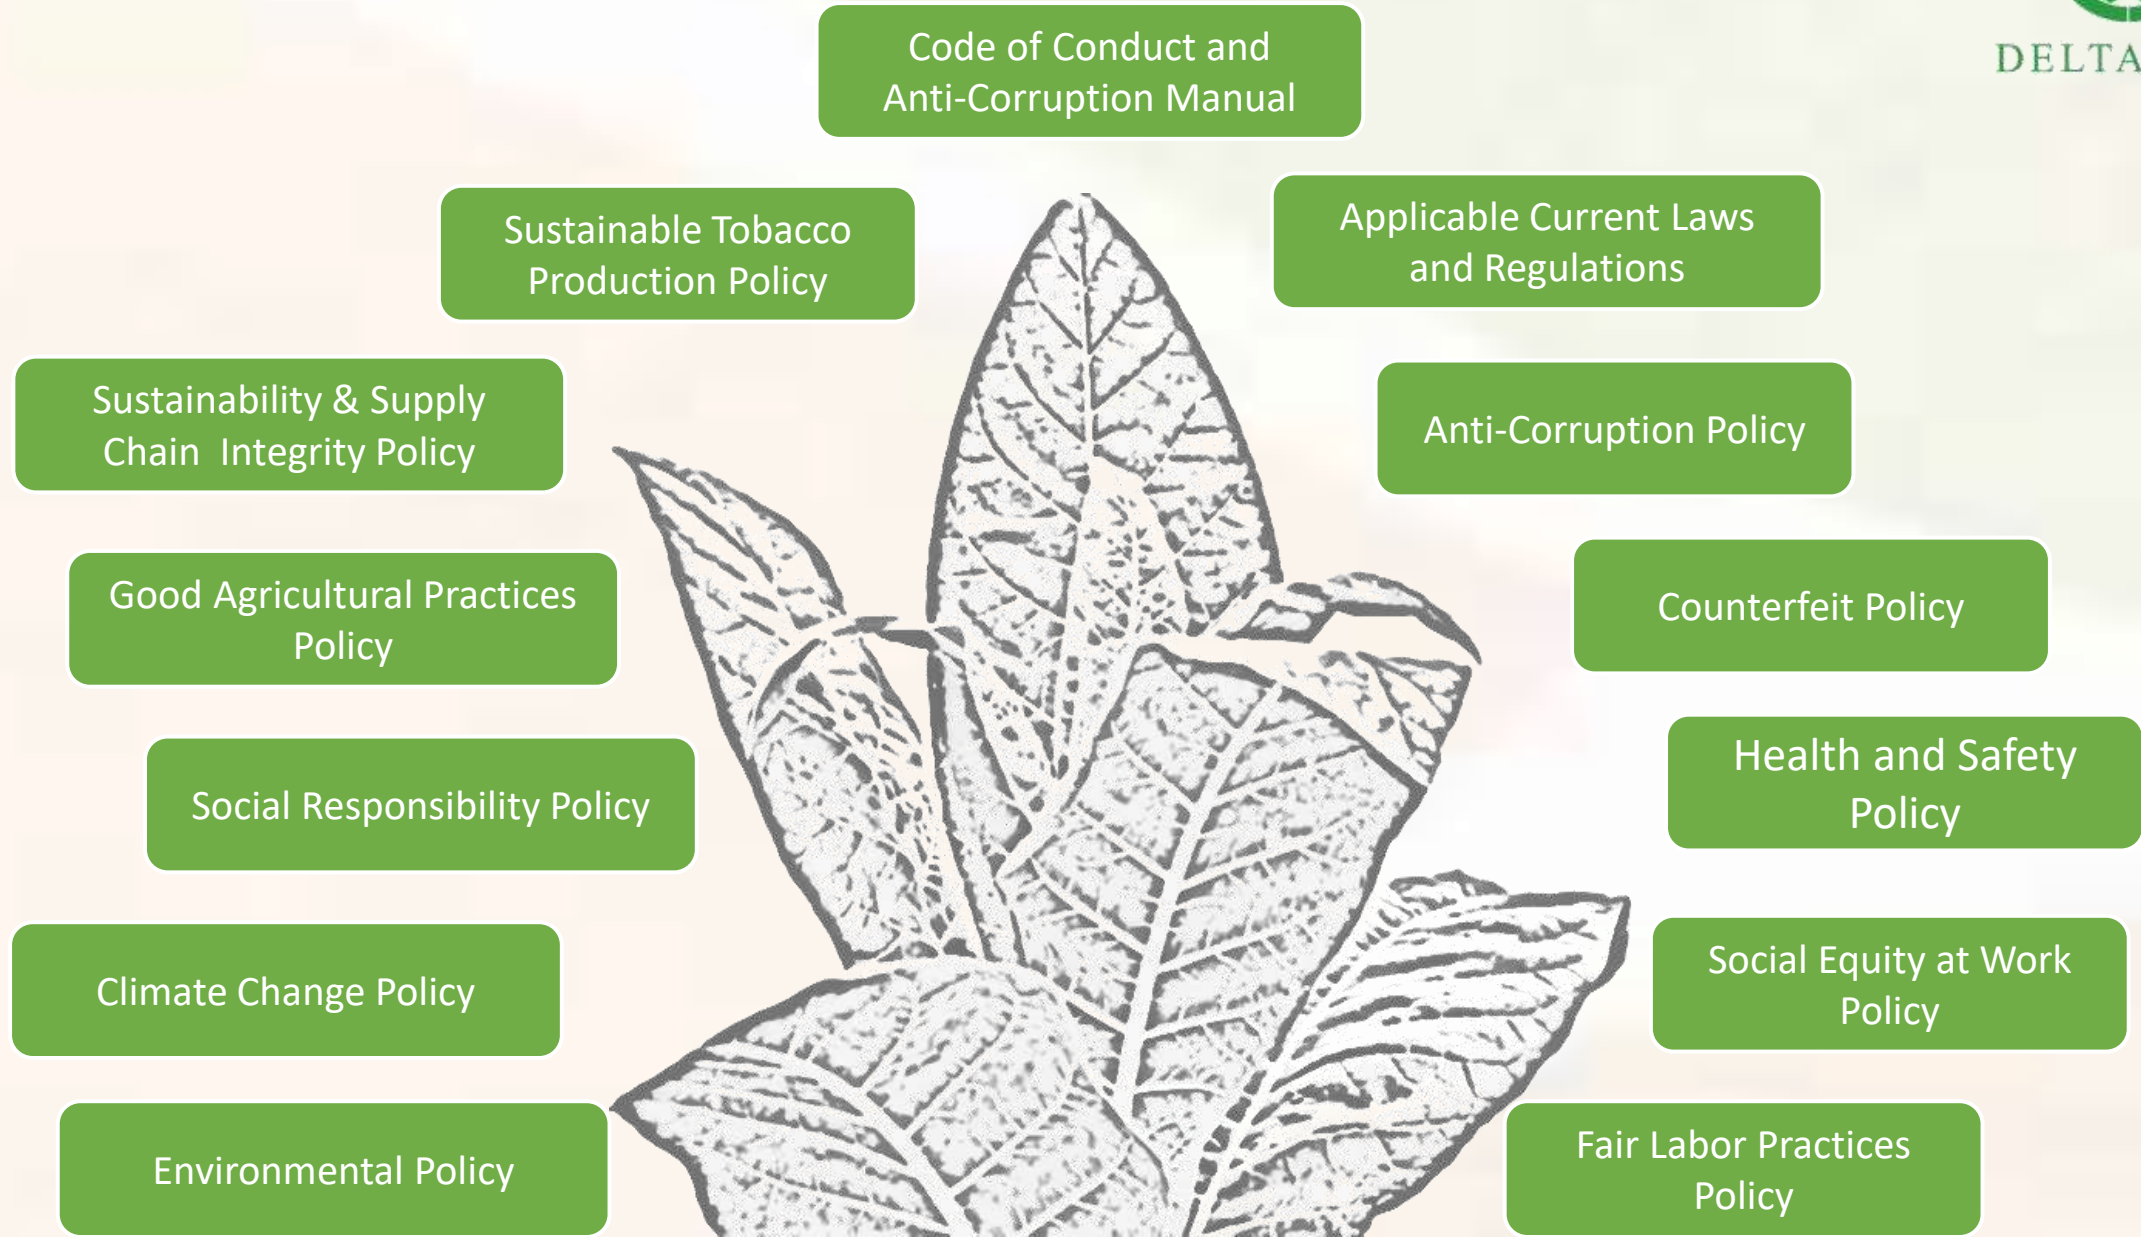 DELTA
Code of Conduct and
Anti-Corruption Manual
Sustainable Tobacco
Production Policy
Applicable Current Laws
and Regulations
Sustainability & Supply
Chain  Integrity Policy
Anti-Corruption Policy
Good Agricultural Practices
Policy
Counterfeit Policy
Social Responsibility Policy
Health and Safety
Policy
Climate Change Policy
Social Equity at Work
Policy
Environmental Policy
Fair Labor Practices
Policy